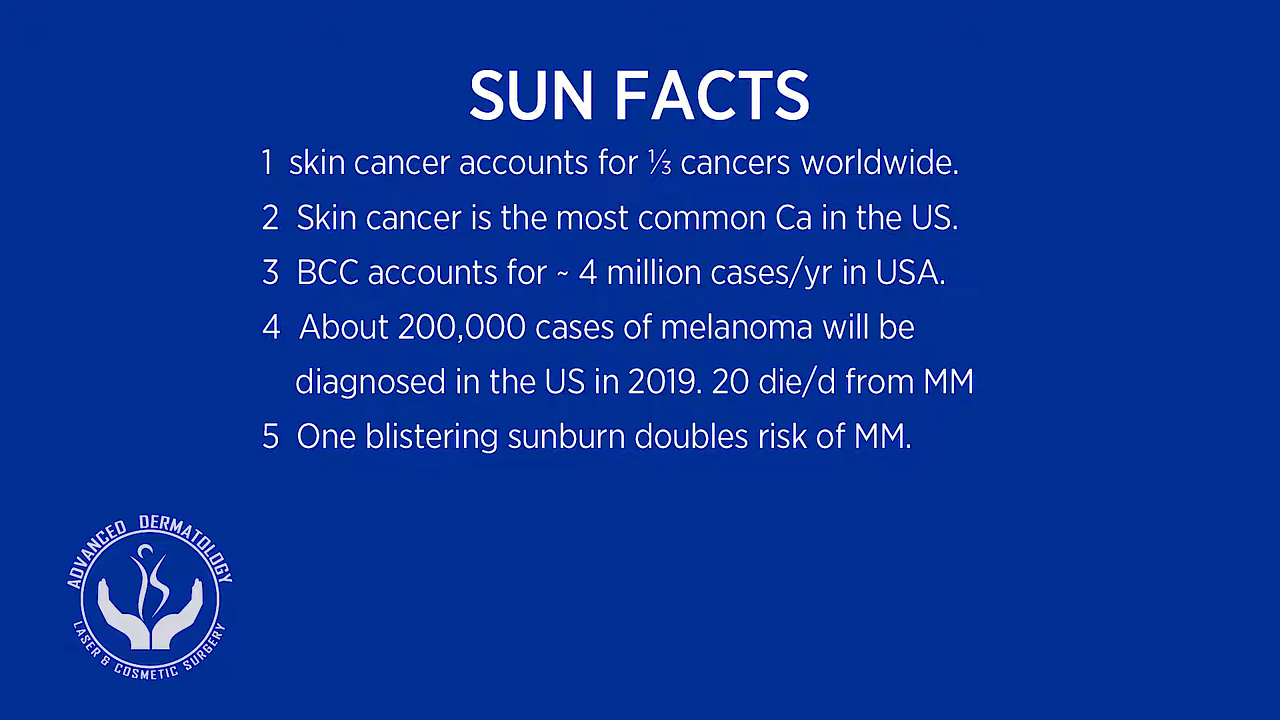 SUN FACTS
1 skin cancer accounts for ⅓ cancers worldwide.
2 Skin cancer is the most common Ca in the US.
3 BCC accounts for ~ 4 million cases/yr in USA.
4 About 200,000 cases of melanoma will be
diagnosed in the US in 2019. 20 die/d from MM
5 One blistering sunburn doubles risk of MM.
ADVANCED DERMATOLOGY
LASER & COSMETIC SURGERY